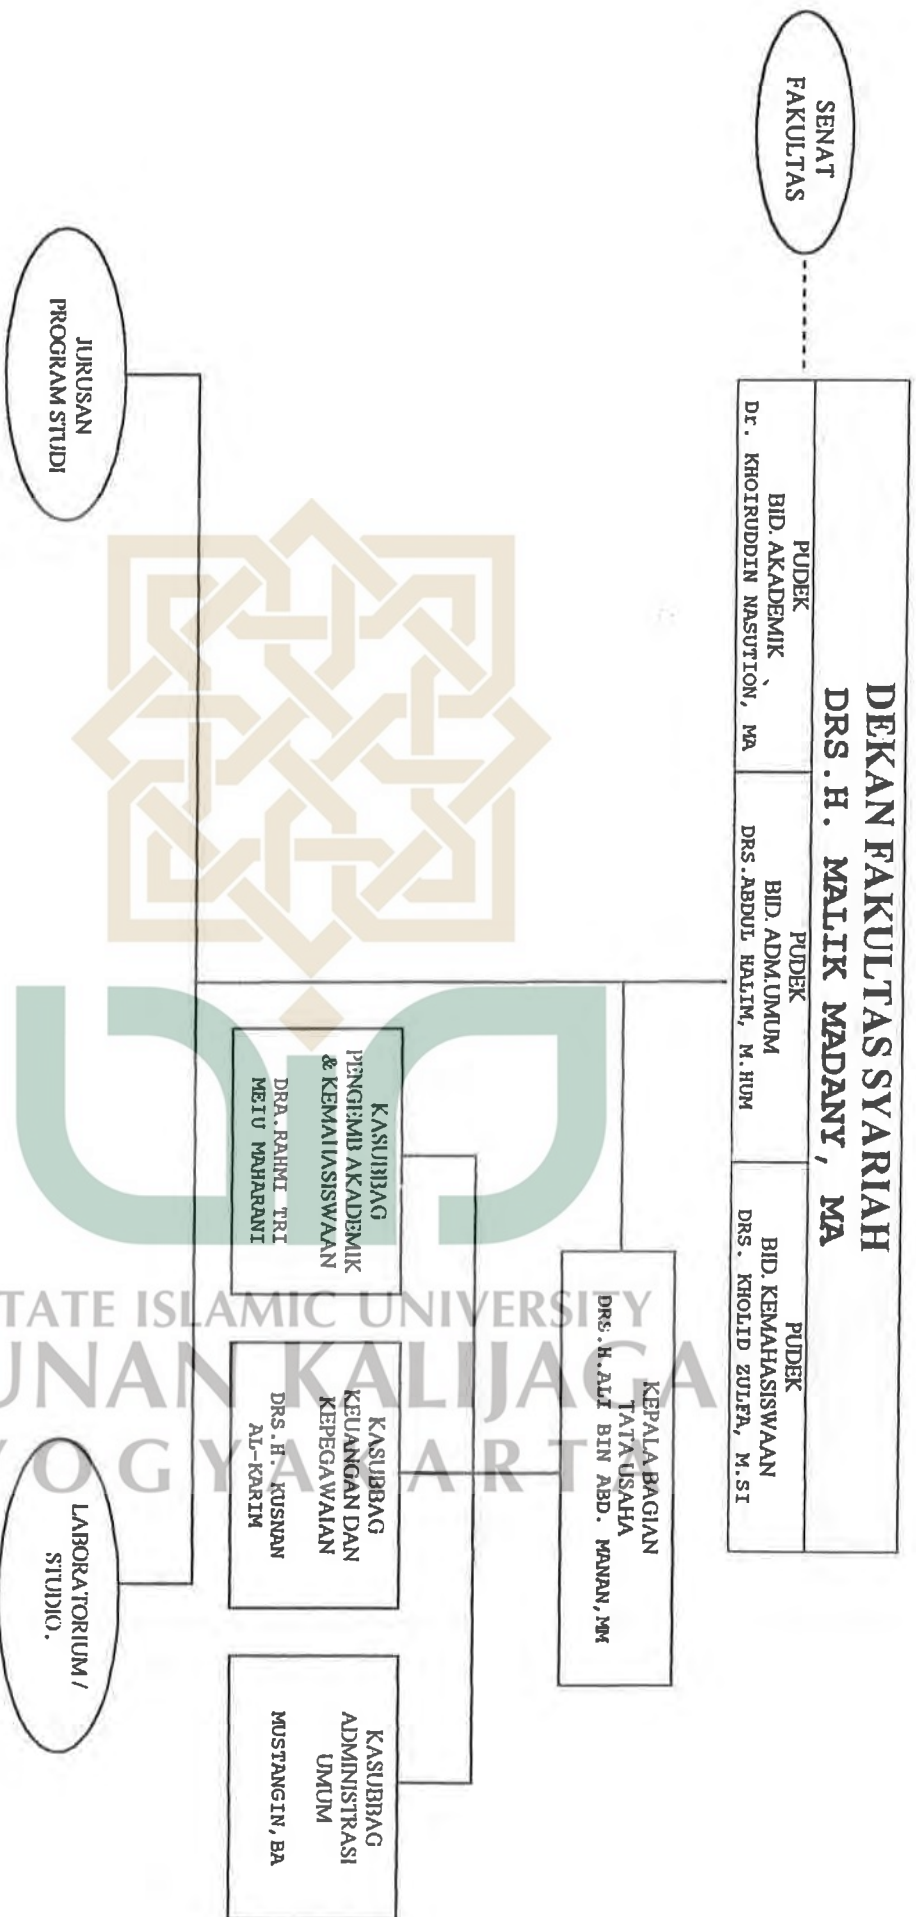 DEKAN FAKULTAS SYARIAH
DRS.H. MALIK MADANY, MA
SENAT
FAKULTAS
PUDEK
BID. AKADEMIK
Dr. KHOIRUDDIN NASUTION, MA
PUDEK
BID. ADM.UMUM
DRS.ABDUL HALIM, M.HUM
PUDEK
BID. KEMAHASISWAAN
DRS. KHOLID ZULFA, M.SI
KEPALA BAGIAN
TATA USAHA
DRS.H.ALI BIN ABD. MANAN,MM
KASUBBAG
PENGEMB AKADEMIK
& KEMAHASISWAAN
DRA.RAHMI TRI
MEIU MAHARANI
KASUBBAG
KEUANGAN DAN
KEPEGAWAIAN
DRS.H. KUSNAN
AL-KARIM
KASUBBAG
ADMINISTRASI
UMUM
MUSTANGIN,BA
JURUSAN
PROGRAM STUDI
LABORATORIUM /
STUDIO.
TATE ISLAMIC UNIVERSITY
UNAN KALIJAGA
OGYAKARTA